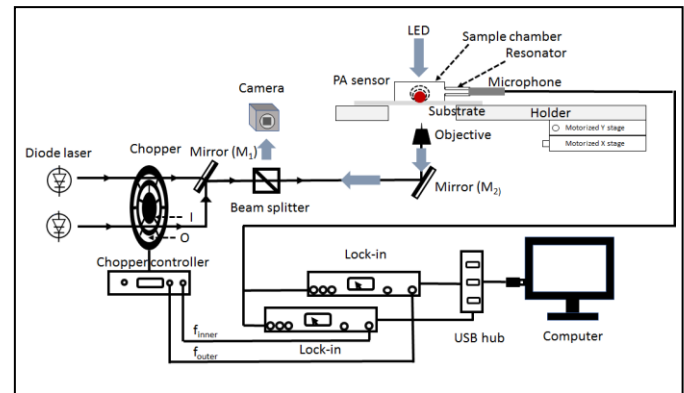 LED
Sample chamber
Resonator
PA sensor
Microphone
Camera
Substrate
Holder
Motorized Y stage
Motorized X stage
Objective
Diode laser
Chopper
Mirror (M1)
Beam splitter
Mirror (M2)
I
O
Chopper controller
Lock-in
finner
fouter
Lock-in
USB hub
Computer